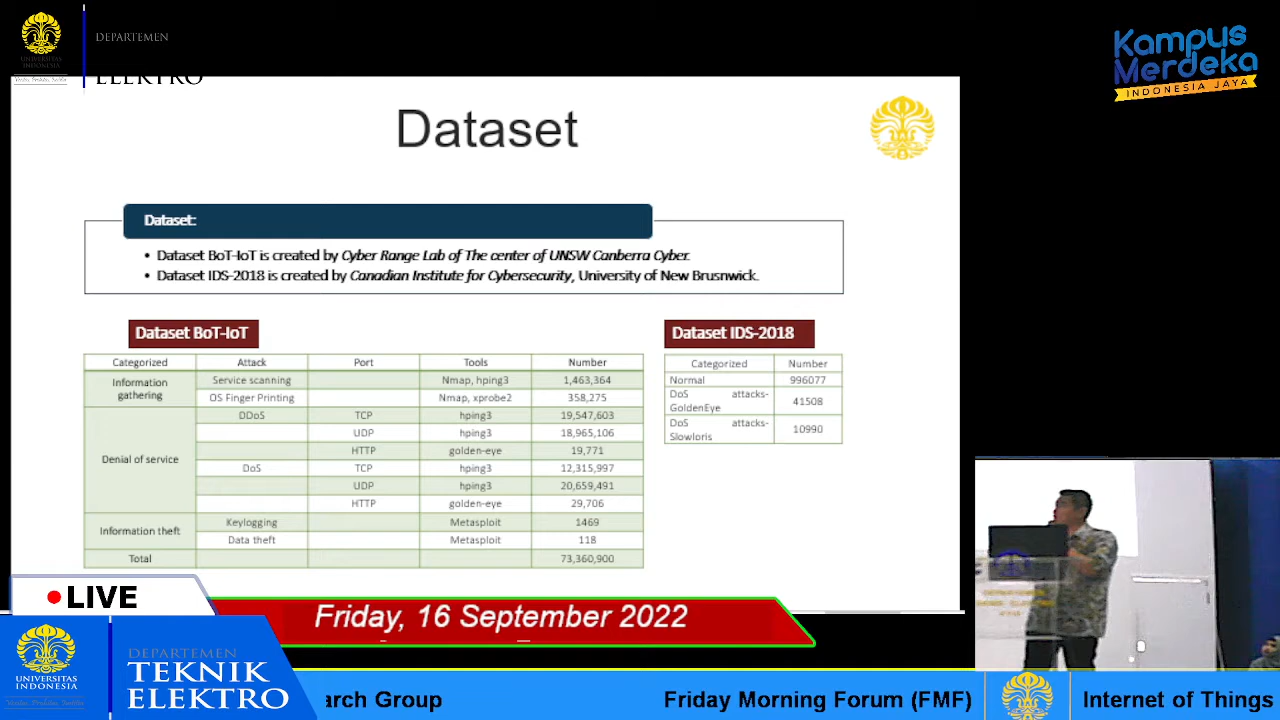 UNIVERSITAS
INDONESIA
DEPARTEMEN
ELEKTRO
Kampus
Merdeka
INDONESIA JAYA
Dataset
Dataset:
• Dataset BoT-IoT is created by Cyber Range Lab of The center of UNSW Canberra Cyber.
• Dataset IDS-2018 is created by Canadian Institute for Cybersecurity, University of New Brusnwick.
Dataset BoT-IoT
Categorized Attack Port Tools Number
Information gathering Service scanning Nmap, hping3 1,463,364
OS Finger Printing Nmap, xprobe2 358,275
Denial of service DDoS TCP hping3 19,547,603
UDP hping3 18,965,106
HTTP golden-eye 19,771
DoS TCP hping3 12,315,997
UDP hping3 20,659,491
HTTP golden-eye 29,706
Information theft Keylogging Metasploit 1469
Data theft Metasploit 118
Total 73,360,900
Dataset IDS-2018
Categorized Number
Normal 996077
DoS attacks-
GoldenEye 41508
DoS attacks-
Slowloris 10990
LIVE
Friday, 16 September 2022
UNIVERSITAS
INDONESIA
DEPARTEMEN
TEKNIK
ELEKTRO
arch Group
Friday Morning Forum (FMF)
Internet of Things